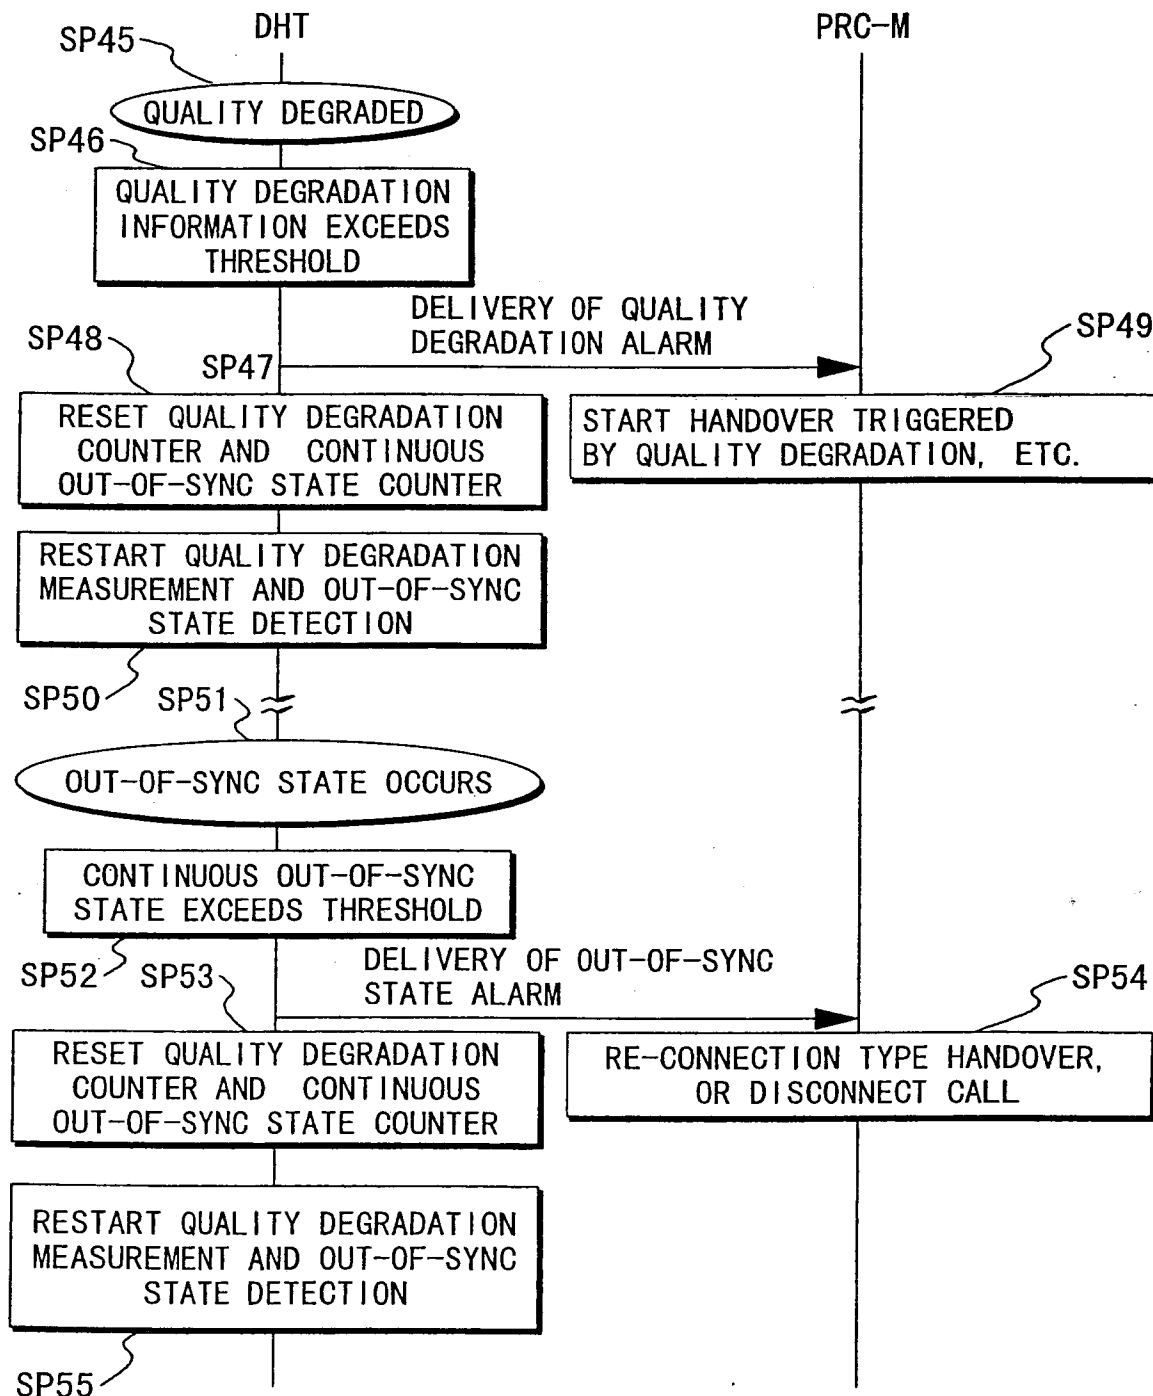 DHT
PRC-M
SP45
QUALITY DEGRADED
SP46
QUALITY DEGRADATION
INFORMATION EXCEEDS
THRESHOLD
DELIVERY OF QUALITY
DEGRADATION ALARM
SP49
SP48
SP47
RESET QUALITY DEGRADATION
COUNTER AND CONTINUOUS
OUT-OF-SYNC STATE COUNTER
START HANDOVER TRIGGERED
BY QUALITY DEGRADATION, ETC.
RESTART QUALITY DEGRADATION
MEASUREMENT AND OUT-OF-SYNC
STATE DETECTION
SP50
SP51
OUT-OF-SYNC STATE OCCURS
CONTINUOUS OUT-OF-SYNC
STATE EXCEEDS THRESHOLD
SP52
SP53
DELIVERY OF OUT-OF-SYNC
STATE ALARM
SP54
RESET QUALITY DEGRADATION
COUNTER AND CONTINUOUS
OUT-OF-SYNC STATE COUNTER
RE-CONNECTION TYPE HANDOVER,
OR DISCONNECT CALL
RESTART QUALITY DEGRADATION
MEASUREMENT AND OUT-OF-SYNC
STATE DETECTION
SP55